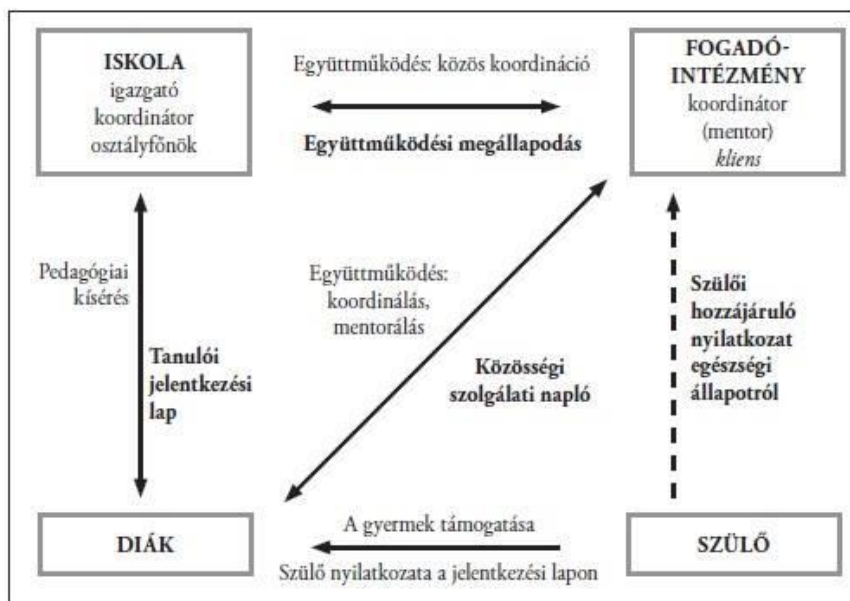 ISKOLA
igazgató
koordinátor
osztályfőnök
Együttműködés: közös koordináció
Együttműködési megállapodás
FOGADÓ-
INTÉZMÉNY
koordinátor
(mentor)
kliens
Pedagógiai
kísérés
Tanulói
jelentkezési
lap
Együttműködés:
koordinálás,
mentorálás
Közösségi
szolgálati napló
Szülői
hozzájáruló
nyilatkozat
egészségi
állapotról
DIÁK
A gyermek támogatása
Szülő nyilatkozata a jelentkezési lapon
SZÜLŐ